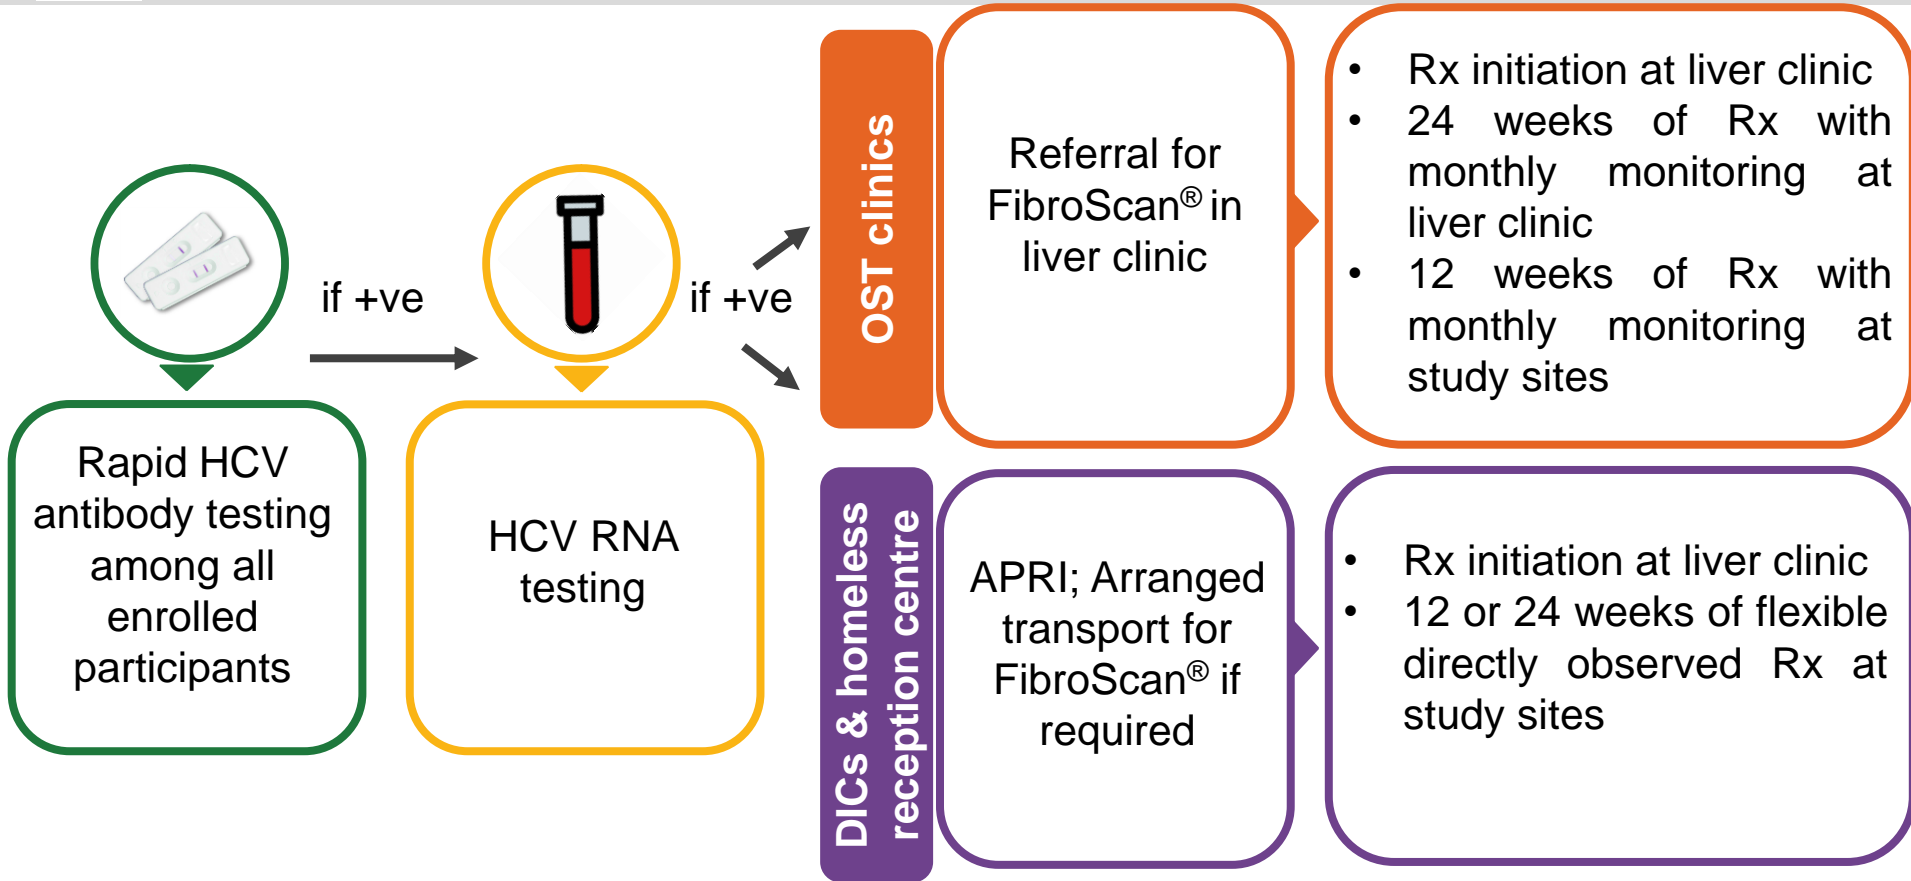 Rapid HCV
antibody testing
among all
enrolled
participants
if +ve
HCV RNA
testing
if +ve
OST clinics
Referral for
FibroScan® in
liver clinic
• Rx initiation at liver clinic
• 24 weeks of Rx with
monthly monitoring at
liver clinic
• 12 weeks of Rx with
monthly monitoring at
study sites
DICs & homeless
reception centre
APRI; Arranged
transport for
FibroScan® if
required
• Rx initiation at liver clinic
• 12 or 24 weeks of flexible
directly observed Rx at
study sites